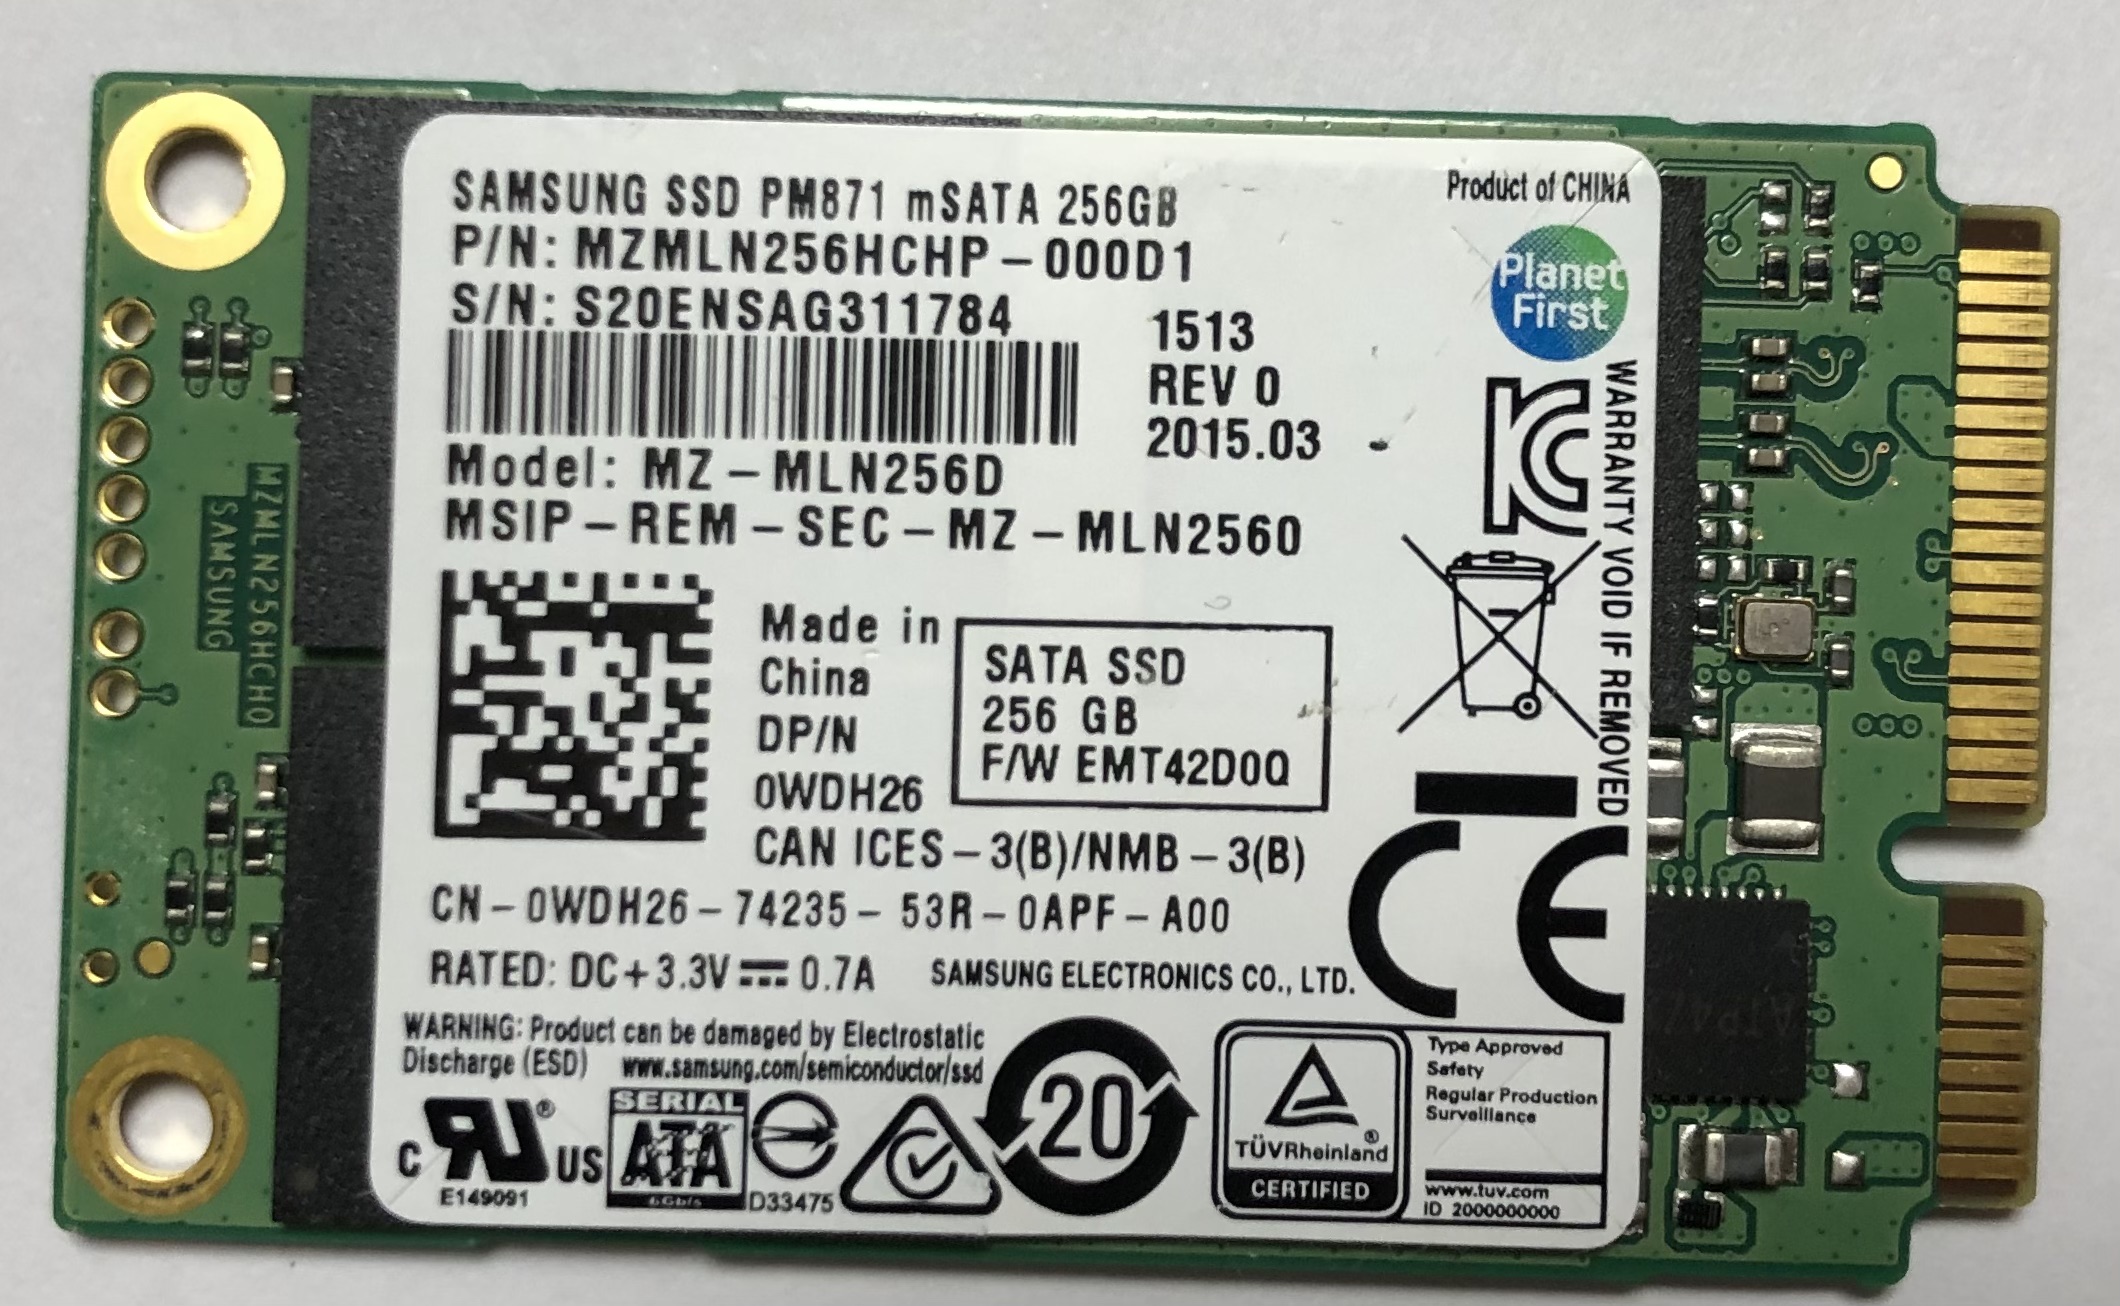 SAMSUNG SSD PM871 mSATA 256GB
Product of CHINA
P/N: MZMLN256HCHP-000D1
S/N: S20ENSAG311784
Planet
First
1513
REV 0
2015.03
Model: MZ-MLN256D
MSIP-REM-SEC-MZ-MLN2560
WARRANTY VOID IF REMOVED
MZMLN256HCH0
SAMSUNG
Made in
China
DP/N
0WDH26
SATA SSD
256 GB
F/W EMT42D0Q
CAN ICES-3(B)/NMB-3(B)
CN-0WDH26-74235-53R-0APF-A00
RATED: DC+3.3V⎓0.7A SAMSUNG ELECTRONICS CO., LTD.
CE
WARNING: Product can be damaged by Electrostatic
Discharge (ESD) www.samsung.com/semiconductor/ssd
C RU® US
E149091
SERIAL
ATA
6Gb/s
D33475
20
TÜVRheinland®
CERTIFIED
Type Approved
Safety
Regular Production
Surveillance
www.tuv.com
ID 2000000000